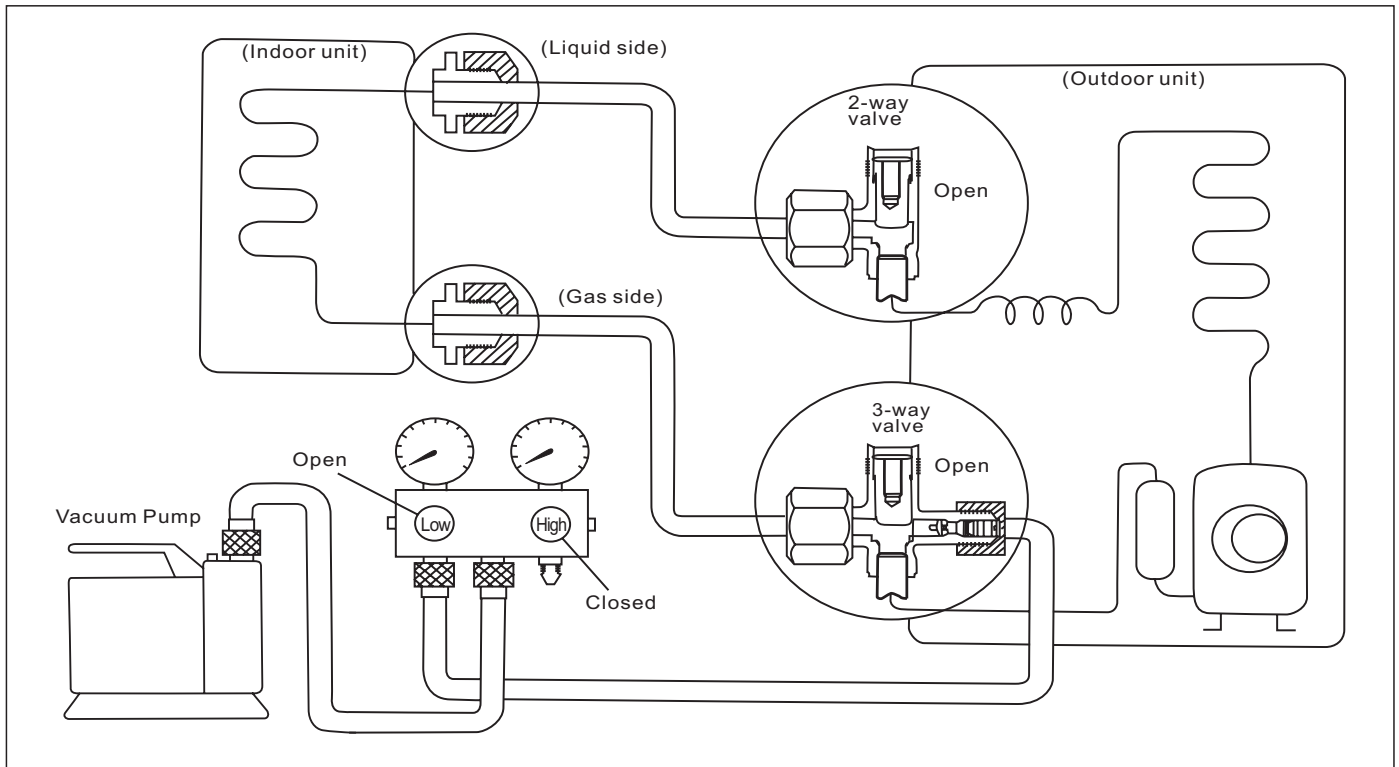 (Indoor unit)
(Liquid side)
(Outdoor unit)
2-way
valve
Open
(Gas side)
3-way
valve
Open
Open
Vacuum Pump
Low
High
Closed